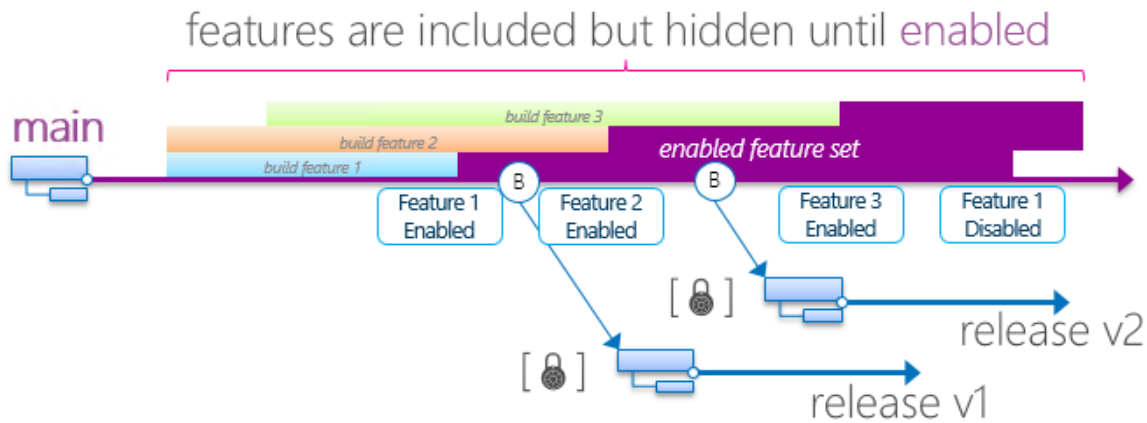 features are included but hidden until enabled
main
build feature 3
build feature 2
enabled feature set
build feature 1
B
B
Feature 1
Enabled
Feature 2
Enabled
Feature 3
Enabled
Feature 1
Disabled
[ ]
release v2
[ ]
release v1